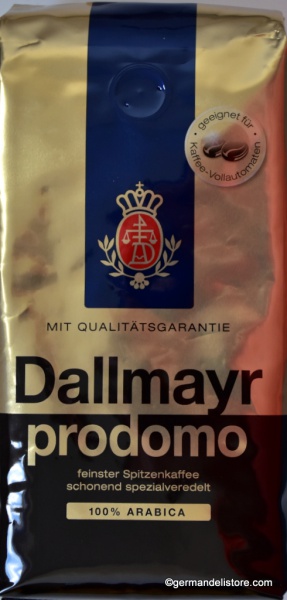 geeignet für
Kaffee-Vollautomaten
MIT QUALITÄTSGARANTIE
Dallmayr
prodomo
feinster Spitzenkaffee
schonend spezialveredelt
100% ARABICA
©germandelistore.com